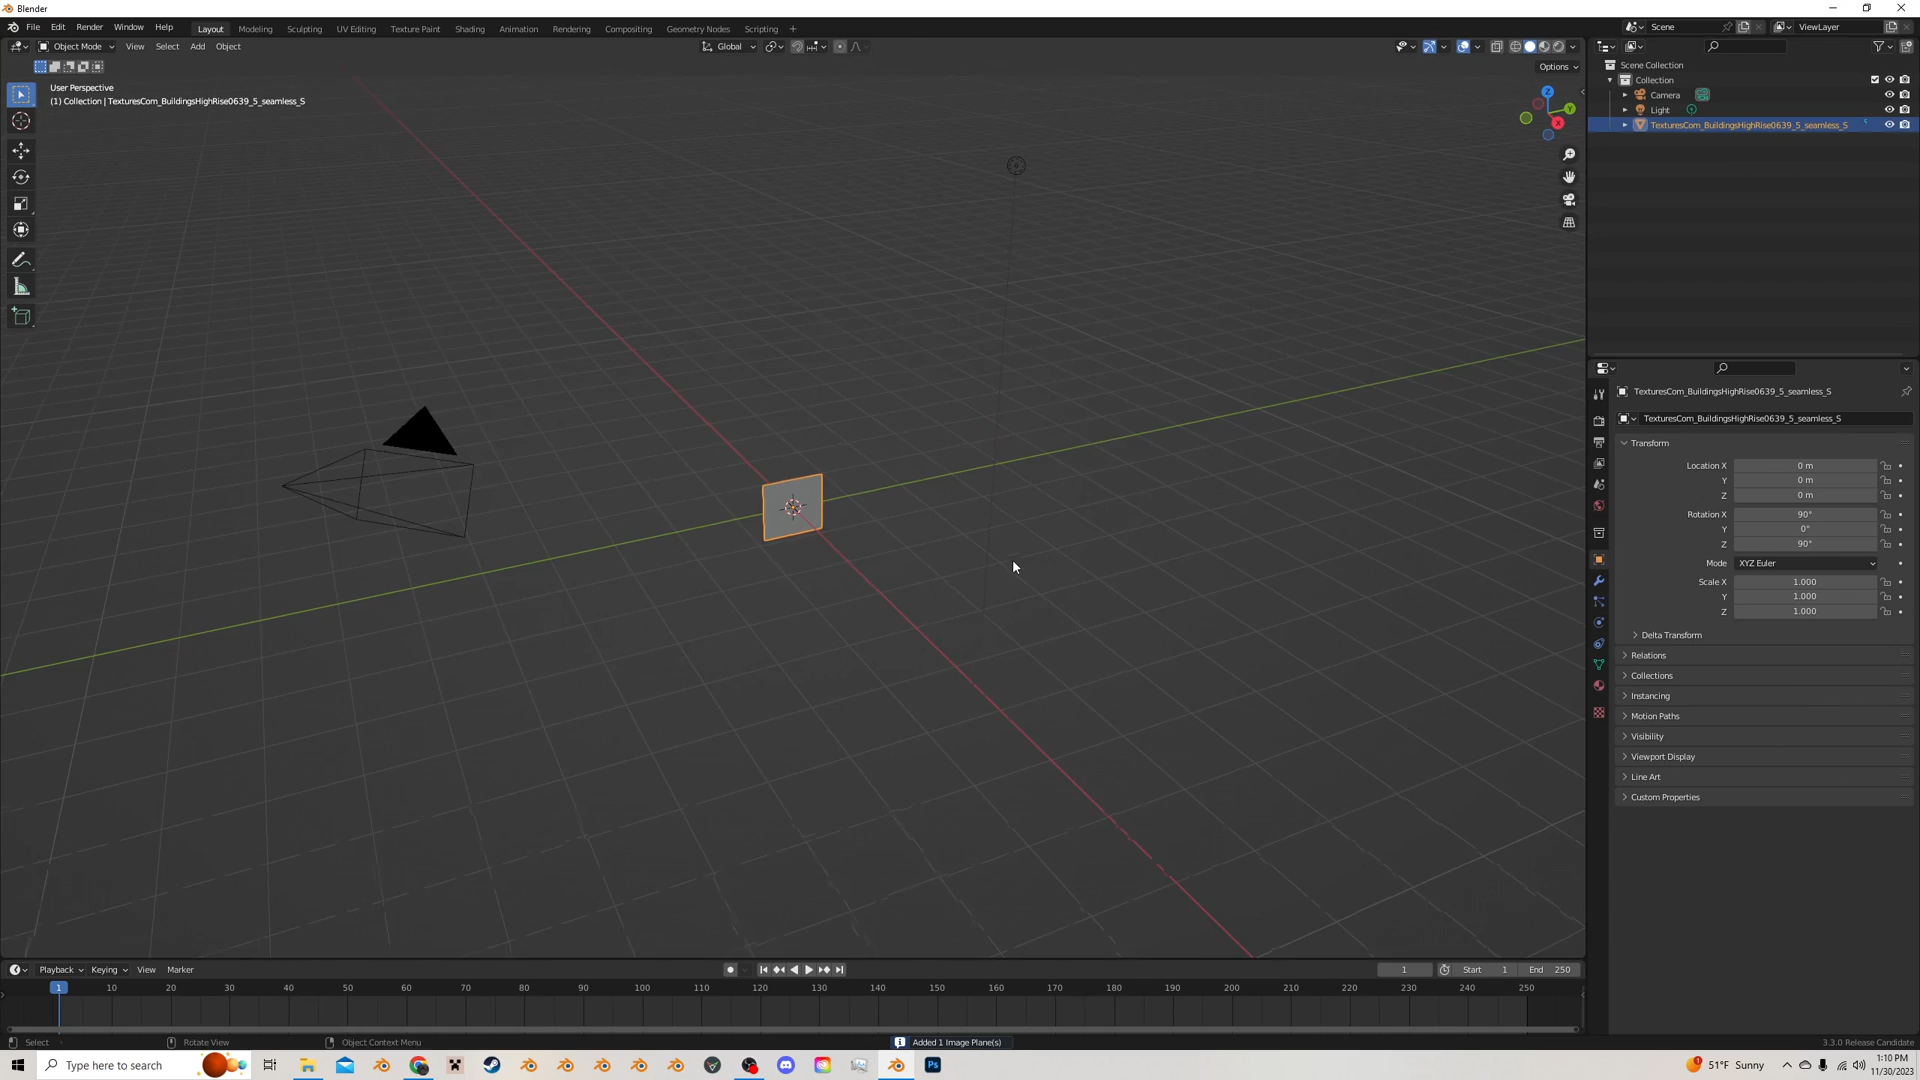 Blender
File Edit Render Window Help Layout Modeling Sculpting UV Editing Texture Paint Shading Animation Rendering Compositing Geometry Nodes Scripting + Scene ViewLayer
Object Mode View Select Add Object Global
Options
User Perspective
(1) Collection | TexturesCom_BuildingsHighRise0639_5_seamless_S
Z
Y
X
Scene Collection
Collection
Camera
Light
TexturesCom_BuildingsHighRise0639_5_seamless_S
TexturesCom_BuildingsHighRise0639_5_seamless_S
TexturesCom_BuildingsHighRise0639_5_seamless_S
Transform
Location X 0 m
Y 0 m
Z 0 m
Rotation X 90°
Y 0°
Z 90°
Mode XYZ Euler
Scale X 1.000
Y 1.000
Z 1.000
Delta Transform
Relations
Collections
Instancing
Motion Paths
Visibility
Viewport Display
Line Art
Custom Properties
Playback Keying View Marker 1 Start 1 End 250
1 10 20 30 40 50 60 70 80 90 100 110 120 130 140 150 160 170 180 190 200 210 220 230 240 250
Select Rotate View Object Context Menu Added 1 Image Plane(s) 3.3.0 Release Candidate
Type here to search Ps 1 51°F Sunny 1:10 PM
11/30/2023